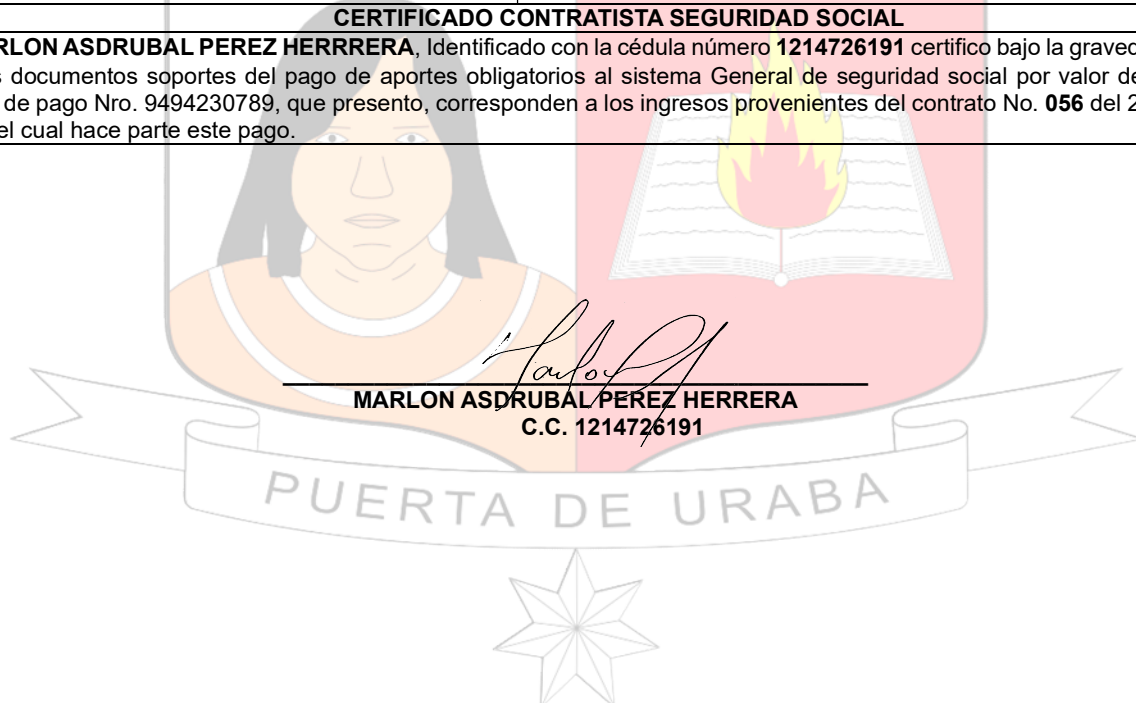 CERTIFICADO CONTRATISTA SEGURIDAD SOCIAL
RLON ASDRUBAL PEREZ HERRRERA, Identificado con la cédula número 1214726191 certifico bajo la graved
s documentos soportes del pago de aportes obligatorios al sistema General de seguridad social por valor de
de pago Nro. 9494230789, que presento, corresponden a los ingresos provenientes del contrato No. 056 del 2
el cual hace parte este pago.
MARLON ASDRUBAL PEREZ HERRERA
C.C. 1214726191
PUERTA DE URABA